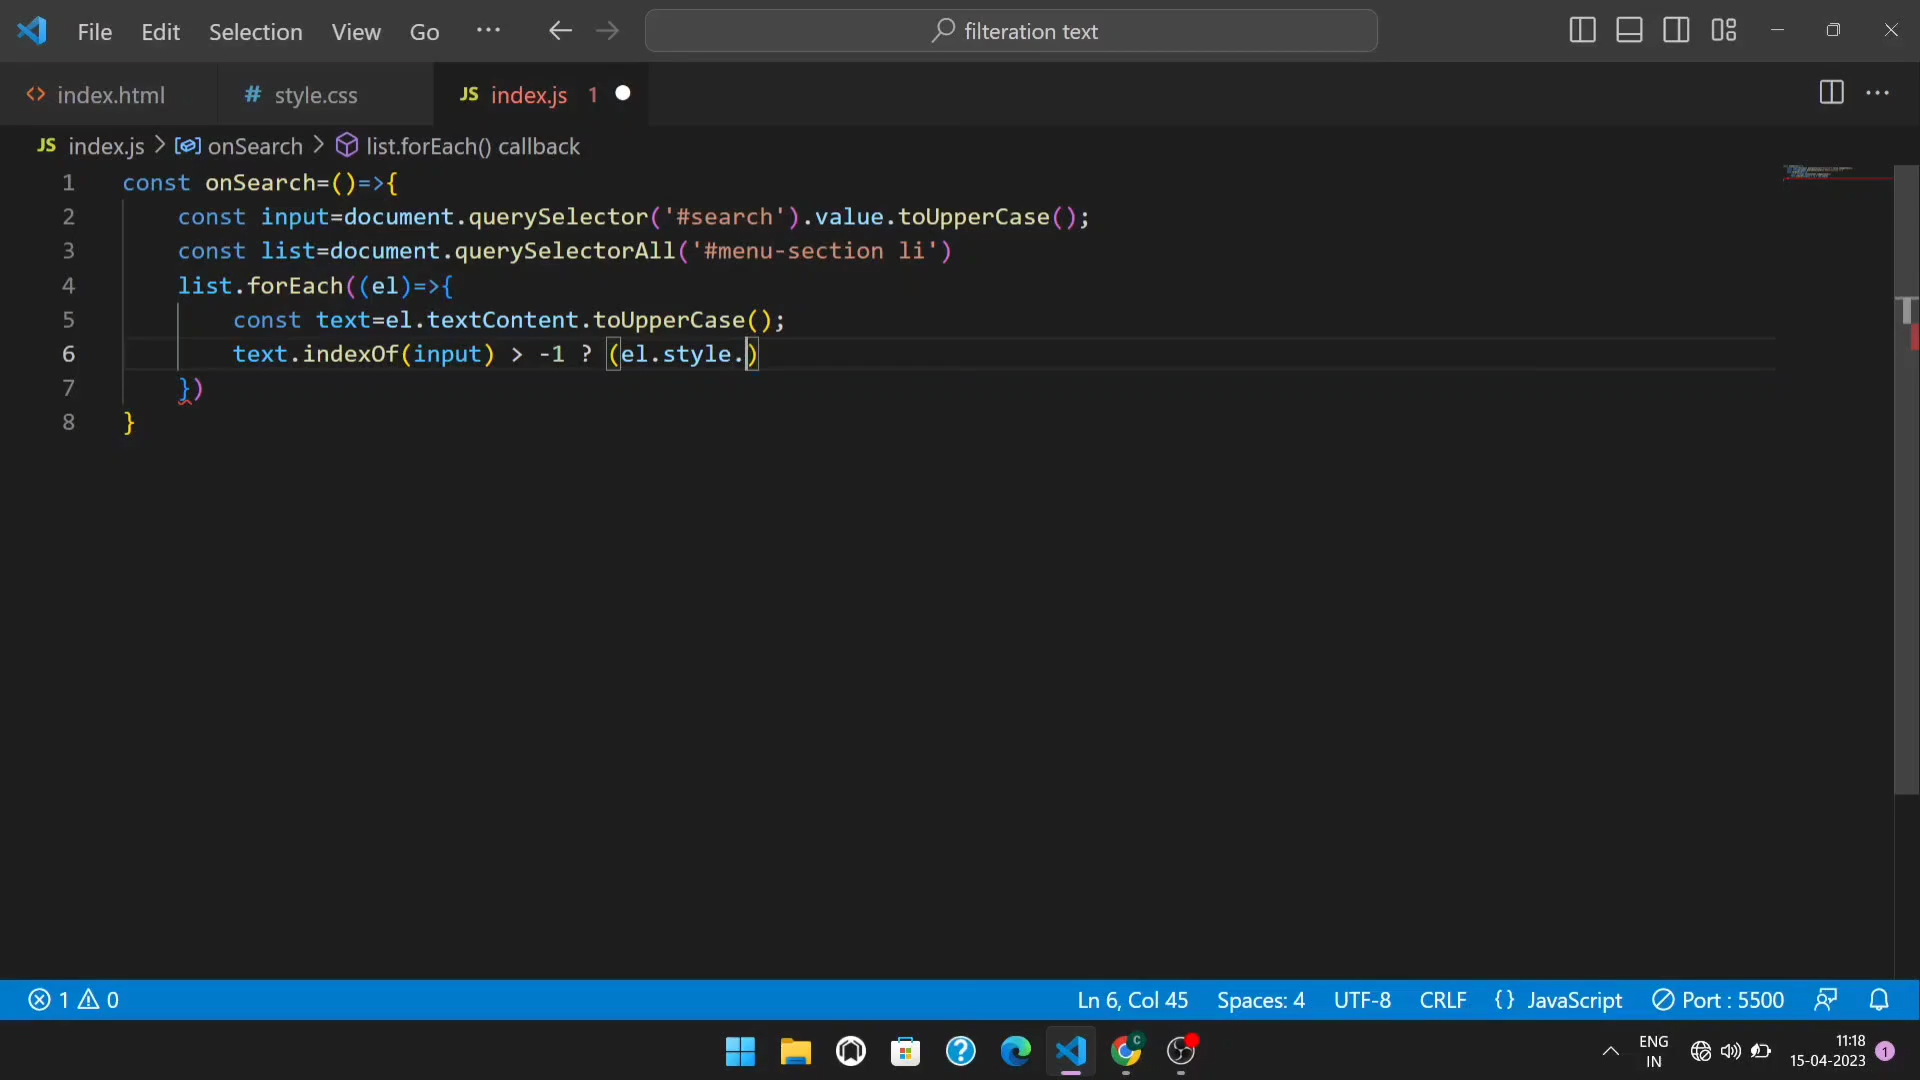 File Edit Selection View Go ··· filteration text
index.html style.css JS index.js 1
JS index.js > onSearch > list.forEach() callback
1 const onSearch=()=>{
2 const input=document.querySelector('#search').value.toUpperCase();
3 const list=document.querySelectorAll('#menu-section li')
4 list.forEach((el)=>{
5 const text=el.textContent.toUpperCase();
6 text.indexOf(input) > -1 ? (el.style.)
7 })
8 }
1 0 Ln 6, Col 45 Spaces: 4 UTF-8 CRLF {} JavaScript Port : 5500
ENG 11:18
IN 15-04-2023 1